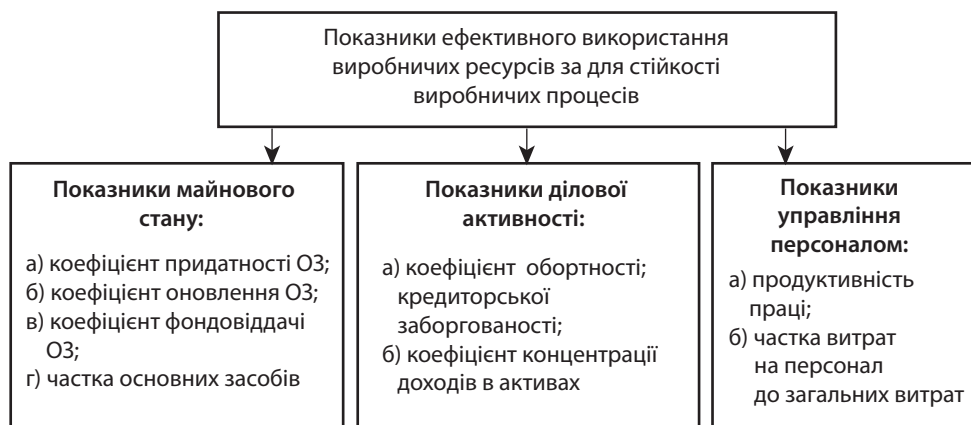 Показники ефективного використання
виробничих ресурсів за для стійкості
виробничих процесів
Показники майнового
стану:
а) коефіцієнт придатності ОЗ;
б) коефіцієнт оновлення ОЗ;
в) коефіцієнт фондовіддачі
ОЗ;
г) частка основних засобів
Показники ділової
активності:
а) коефіцієнт обортності;
кредиторської
заборгованості;
б) коефіцієнт концентрації
доходів в активах
Показники
управління
персоналом:
а) продуктивність
праці;
б) частка витрат
на персонал
до загальних витрат